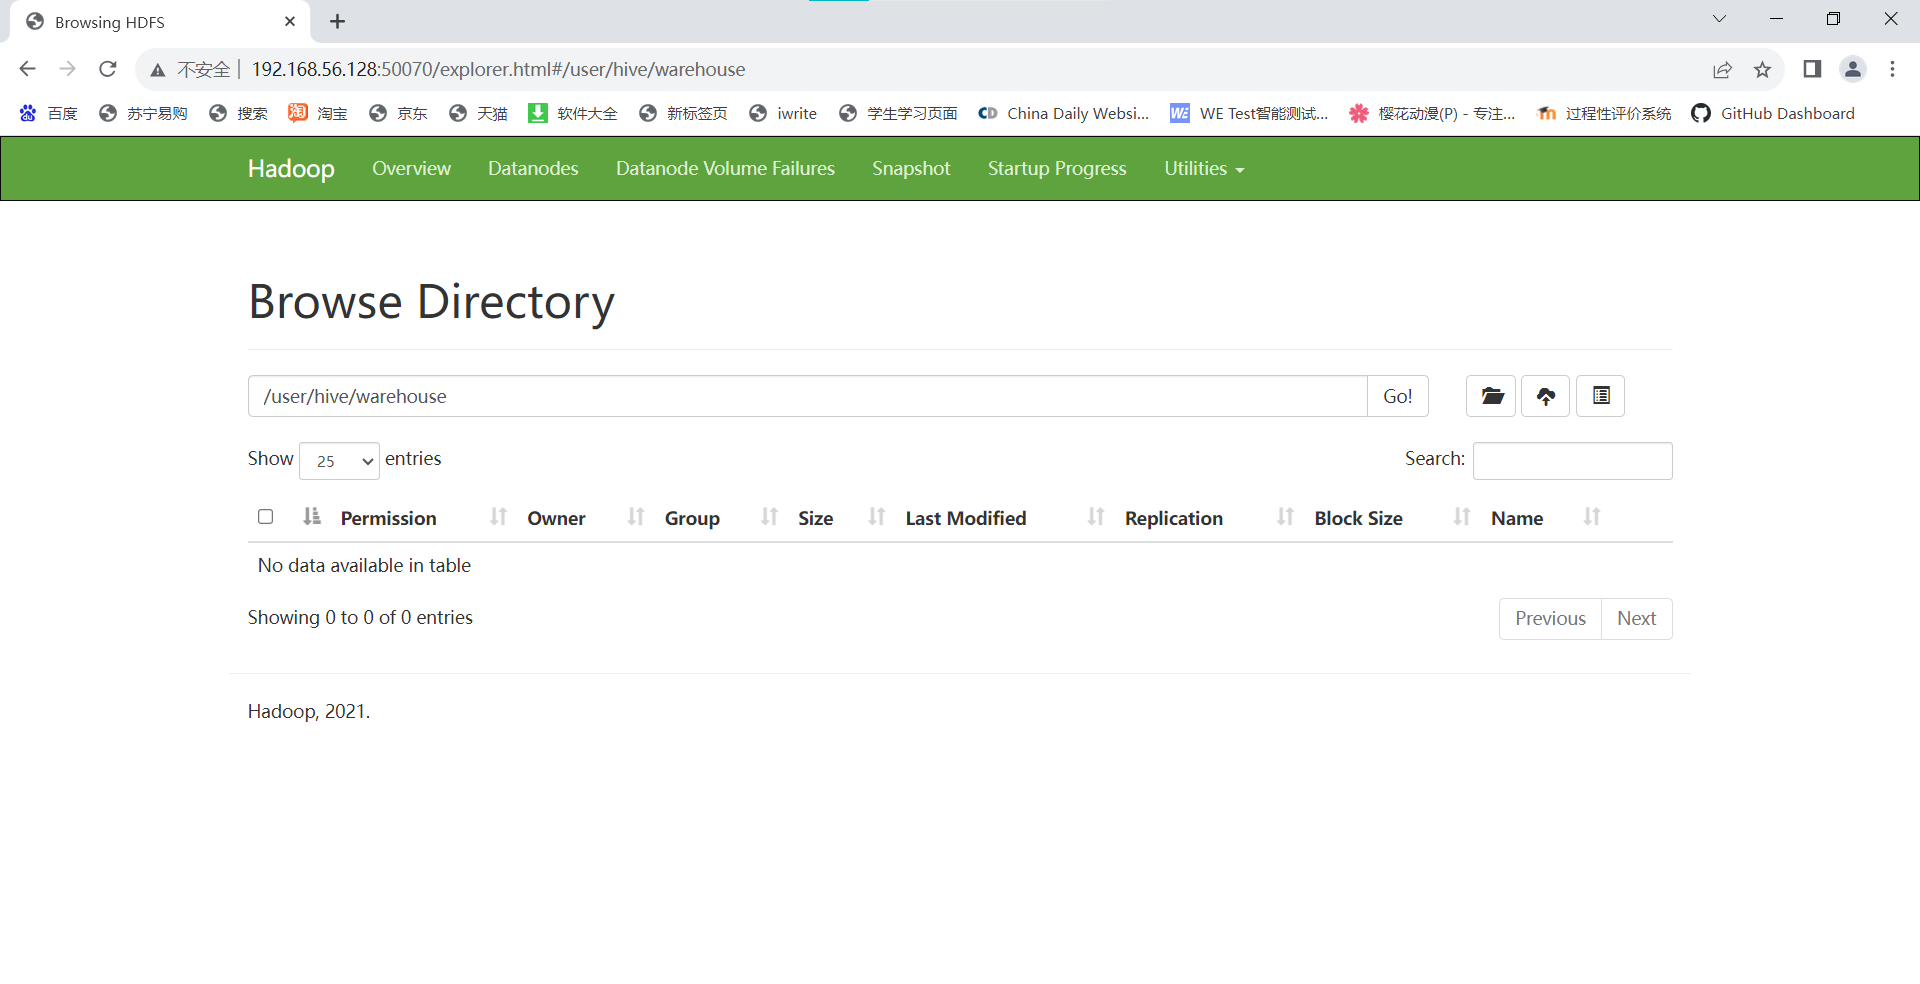 Browsing HDFS
不安全 192.168.56.128:50070/explorer.html#/user/hive/warehouse
百度 苏宁易购 搜索 淘宝 京东 天猫 软件大全 新标签页 iwrite 学生学习页面 CD China Daily Websi... WE WE Test智能测试... 樱花动漫(P) - 专注... 过程性评价系统 GitHub Dashboard
Hadoop Overview Datanodes Datanode Volume Failures Snapshot Startup Progress Utilities
Browse Directory
/user/hive/warehouse Go!
Show 25 entries Search:
Permission Owner Group Size Last Modified Replication Block Size Name
No data available in table
Showing 0 to 0 of 0 entries Previous Next
Hadoop, 2021.